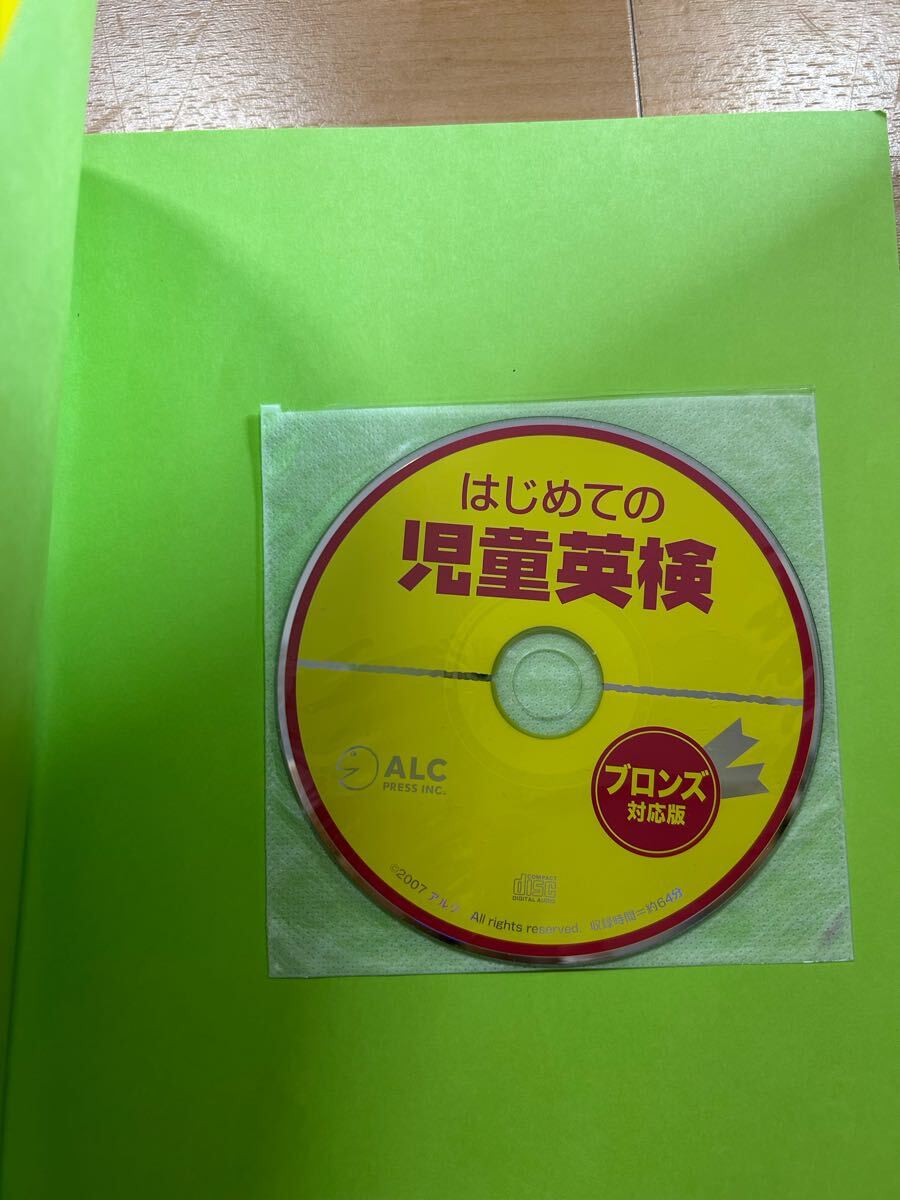 はじめての
児童英検
ALC
PRESS INC.
ブロンズ
対応版
COMPACT
disc
DIGITAL AUDIO
©2007 アルク All rights reserved. 収録時間=約64分